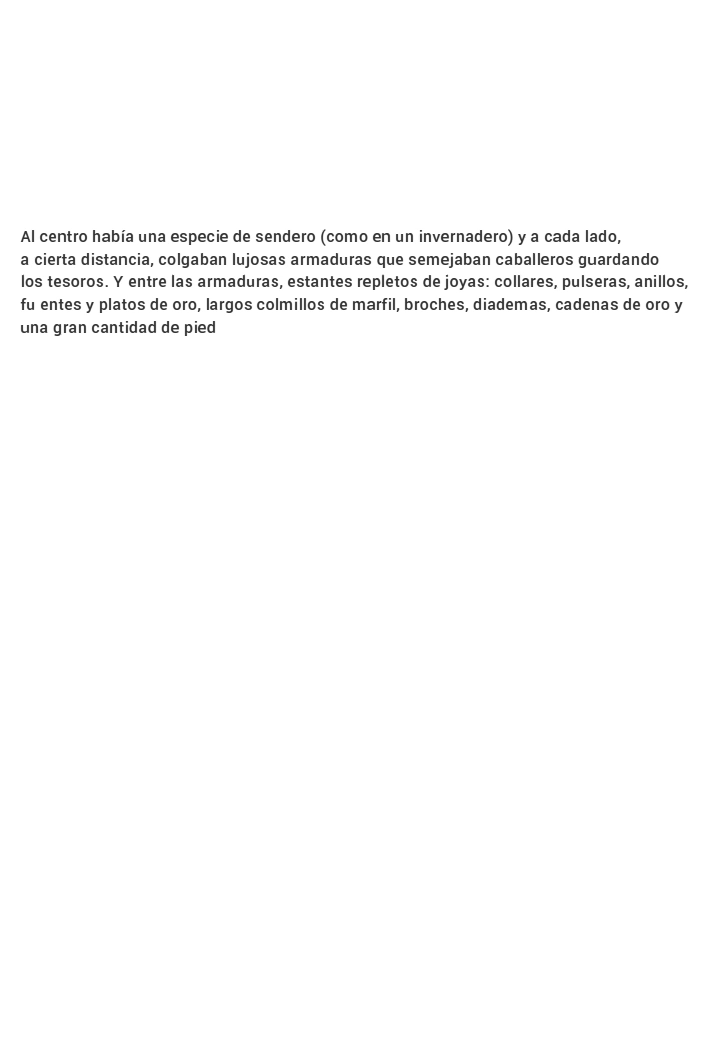 Al centro había una especie de sendero (como en un invernadero) y a cada lado,
a cierta distancia, colgaban lujosas armaduras que semejaban caballeros guardando
los tesoros. Y entre las armaduras, estantes repletos de joyas: collares, pulseras, anillos,
fu entes y platos de oro, largos colmillos de marfil, broches, diademas, cadenas de oro y
una gran cantidad de pied